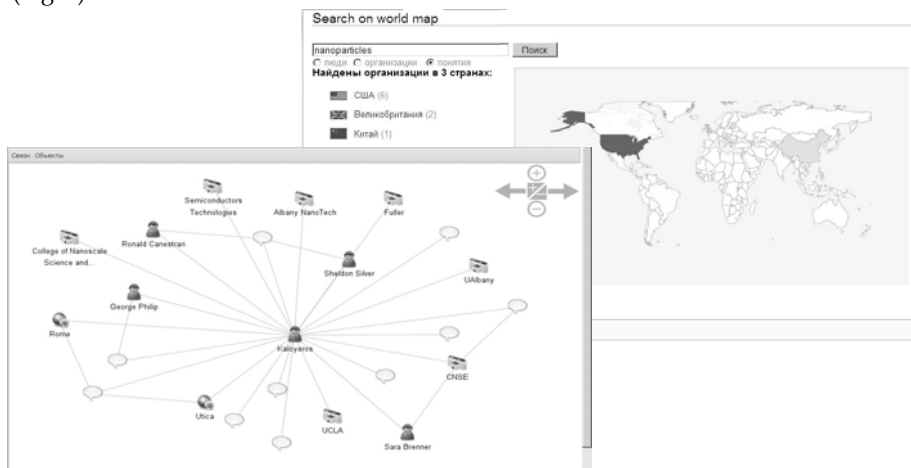 Search on world map
nanoparticles
Поиск
люди организации понятия
Найдены организации в 3 странах:
США (6)
Великобритания (2)
Китай (1)
Связи Объекты
Semiconductors
Technologies
Albany NanoTech
Fuller
College of Nanoscale
Science and...
Ronald Canestrari
Sheldon Silver
UAlbany
George Philip
Rome
Kaloyeros
CNSE
Utica
UCLA
Sara Brenner